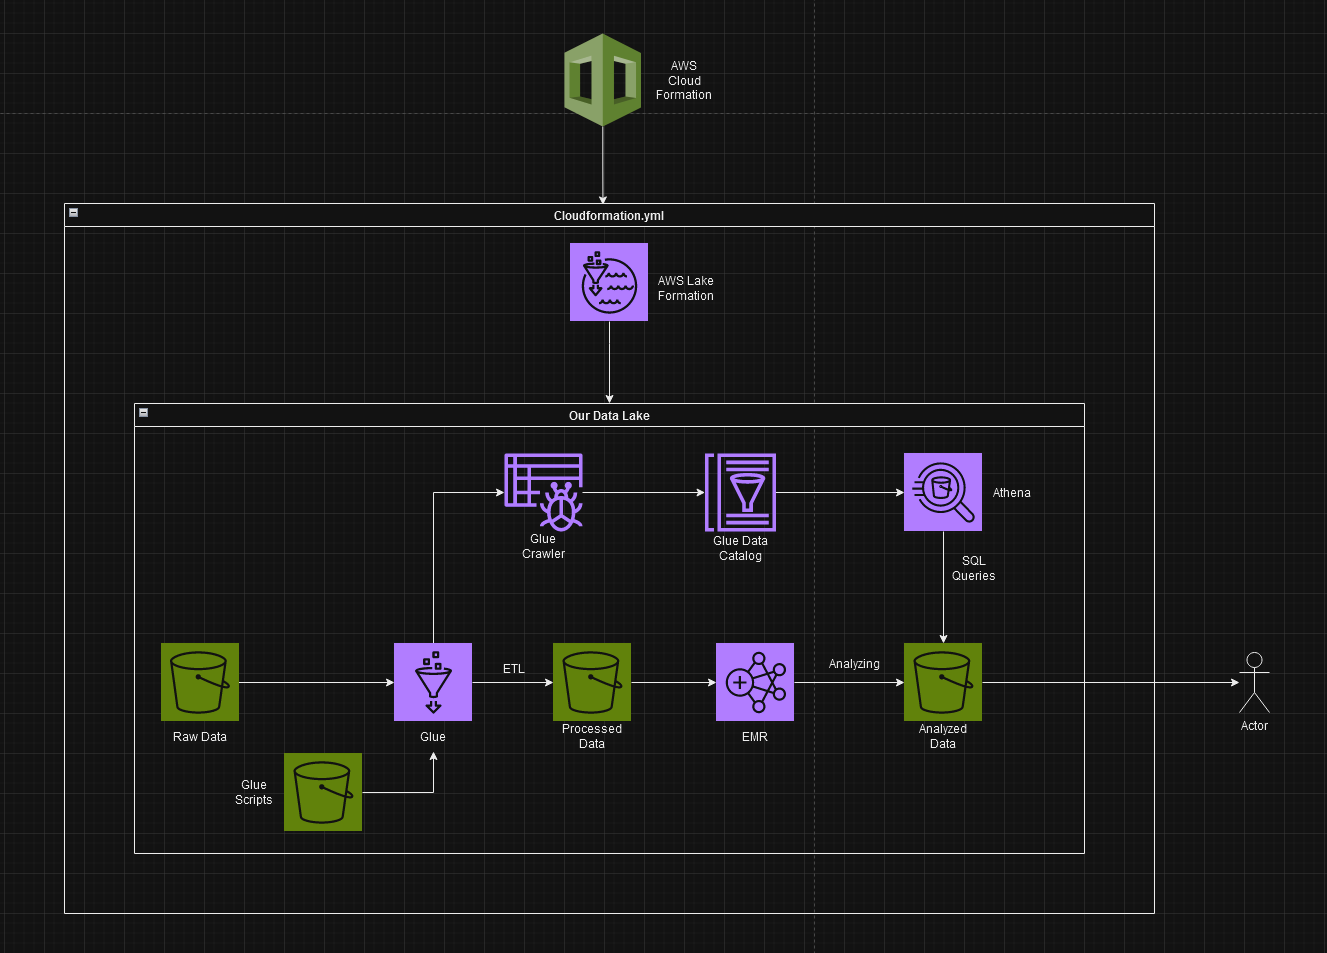 AWS
Cloud
Formation
Cloudformation.yml
AWS Lake
Formation
Our Data Lake
Glue
Crawler
Glue Data
Catalog
Athena
SQL
Queries
ETL
Analyzing
Raw Data
Glue
Processed
Data
EMR
Analyzed
Data
Actor
Glue
Scripts